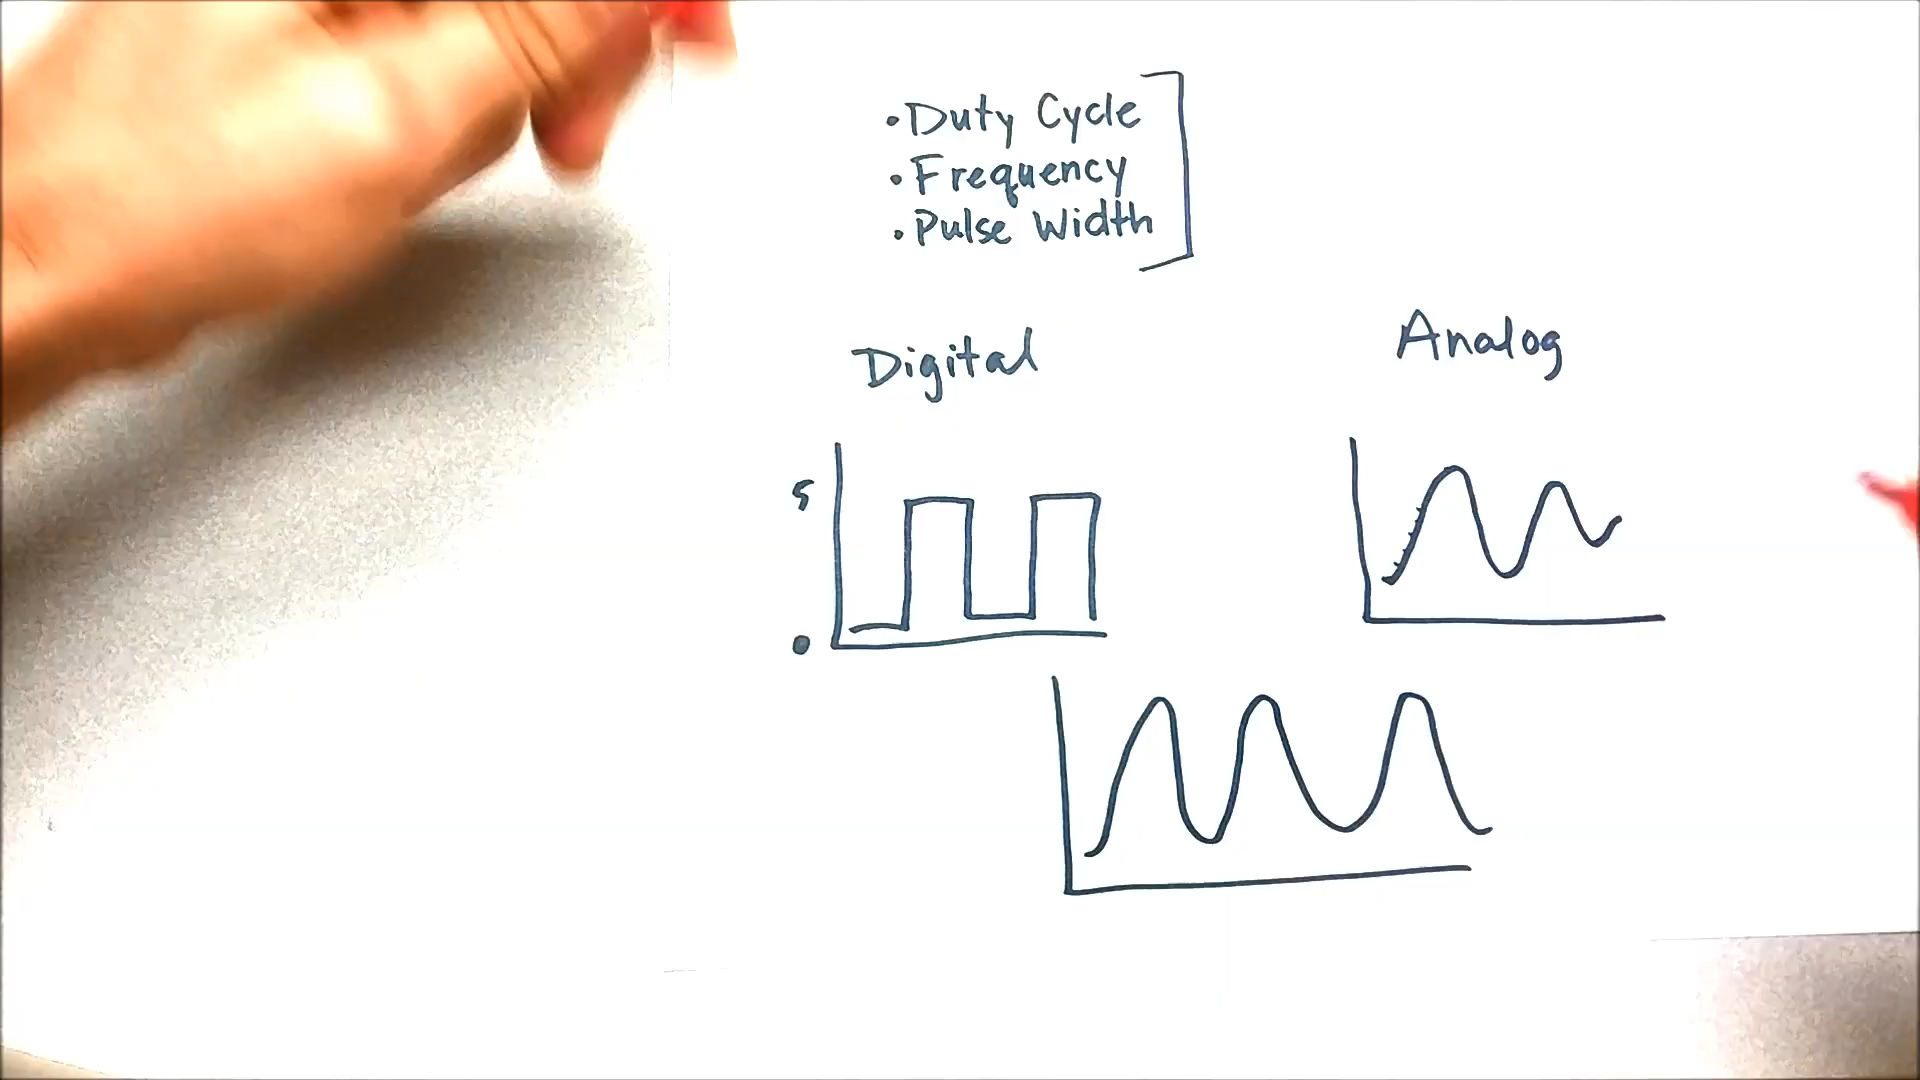 • Duty Cycle
• Frequency
• Pulse Width
Digital
Analog
5
0